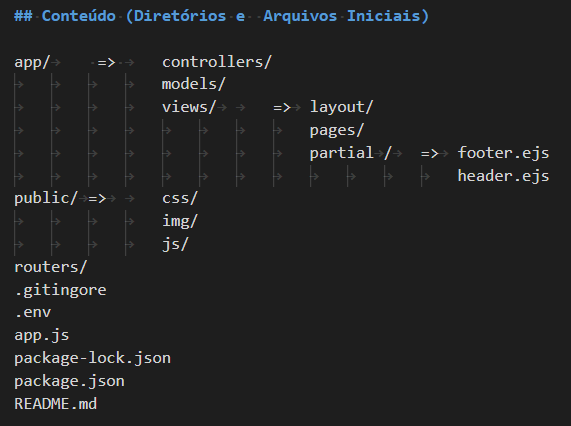 ## Conteúdo (Diretórios e  Arquivos Iniciais)
app/ => controllers/
models/
views/ => layout/
pages/
partial / => footer.ejs
header.ejs
public/ => css/
img/
js/
routers/
.gitingore
.env
app.js
package-lock.json
package.json
README.md